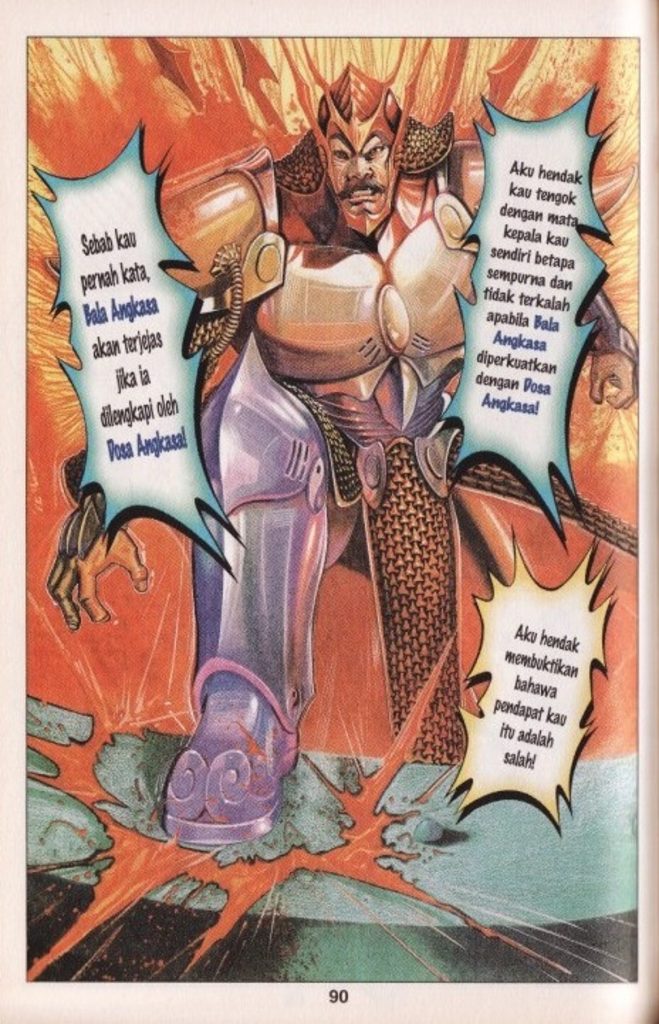 Sebab kau
pernah kata,
Bala Angkasa
akan terjejas
jika ia
dilengkapi oleh
Dosa Angkasa!
Aku hendak
kau tengok
dengan mata
kepala kau
sendiri betapa
sempurna dan
tidak terkalah
apabila Bala
Angkasa
diperkuatkan
dengan Dosa
Angkasa!
Aku hendak
membuktikan
bahawa
pendapat kau
itu adalah
salah!
90